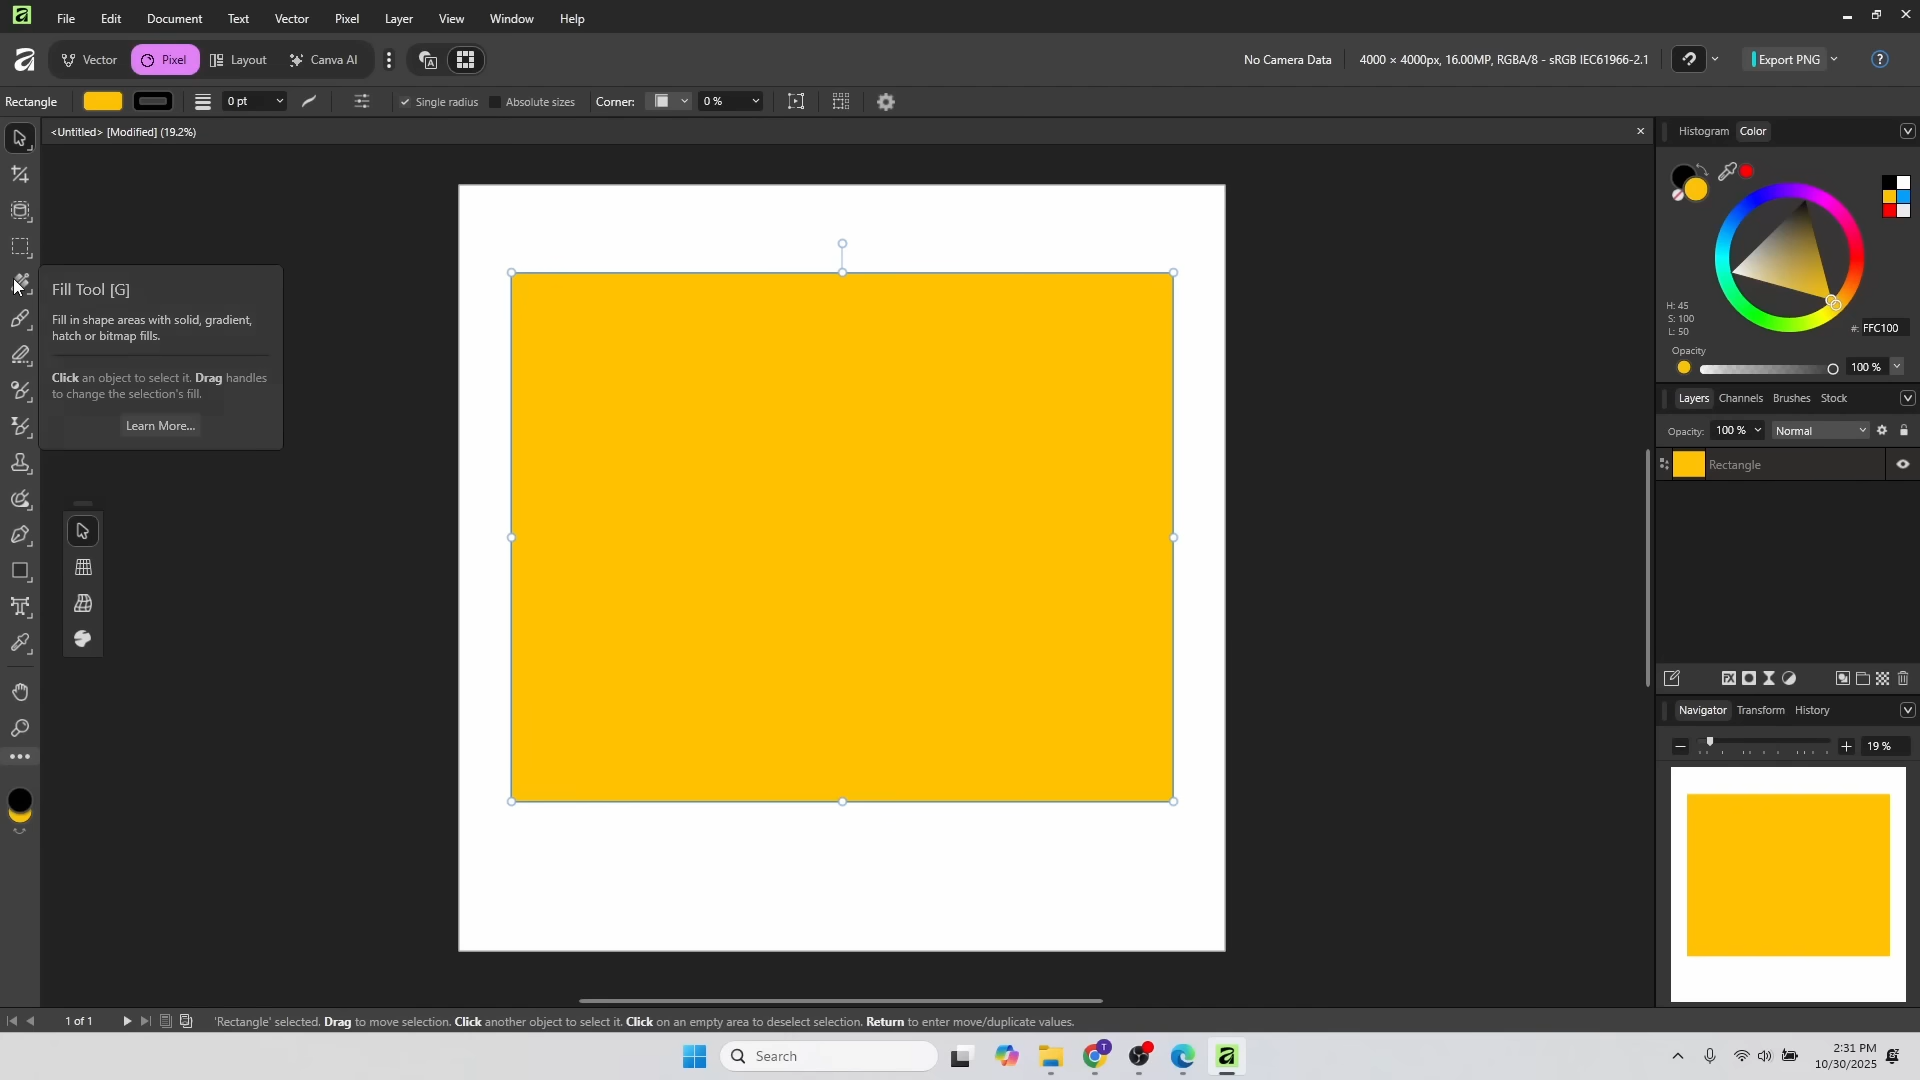 File Edit Document Text Vector Pixel Layer View Window Help
Vector Pixel Layout Canva AI No Camera Data 4000 × 4000px, 16.00MP, RGBA/8 - sRGB IEC61966-2.1 Export PNG
Rectangle 0 pt Single radius Absolute sizes Corner: 0 %
<Untitled> [Modified] (19.2%)
Histogram Color
Fill Tool [G]
Fill in shape areas with solid, gradient,
hatch or bitmap fills.
Click an object to select it. Drag handles
to change the selection's fill.
Learn More...
H: 45
S: 100
L: 50
#: FFC100
Opacity
100 %
Layers Channels Brushes Stock
Opacity: 100 % Normal
Rectangle
FX
Navigator Transform History
19 %
1 of 1 'Rectangle' selected. Drag to move selection. Click another object to select it. Click on an empty area to deselect selection. Return to enter move/duplicate values.
Search
T
2:31 PM
10/30/2025